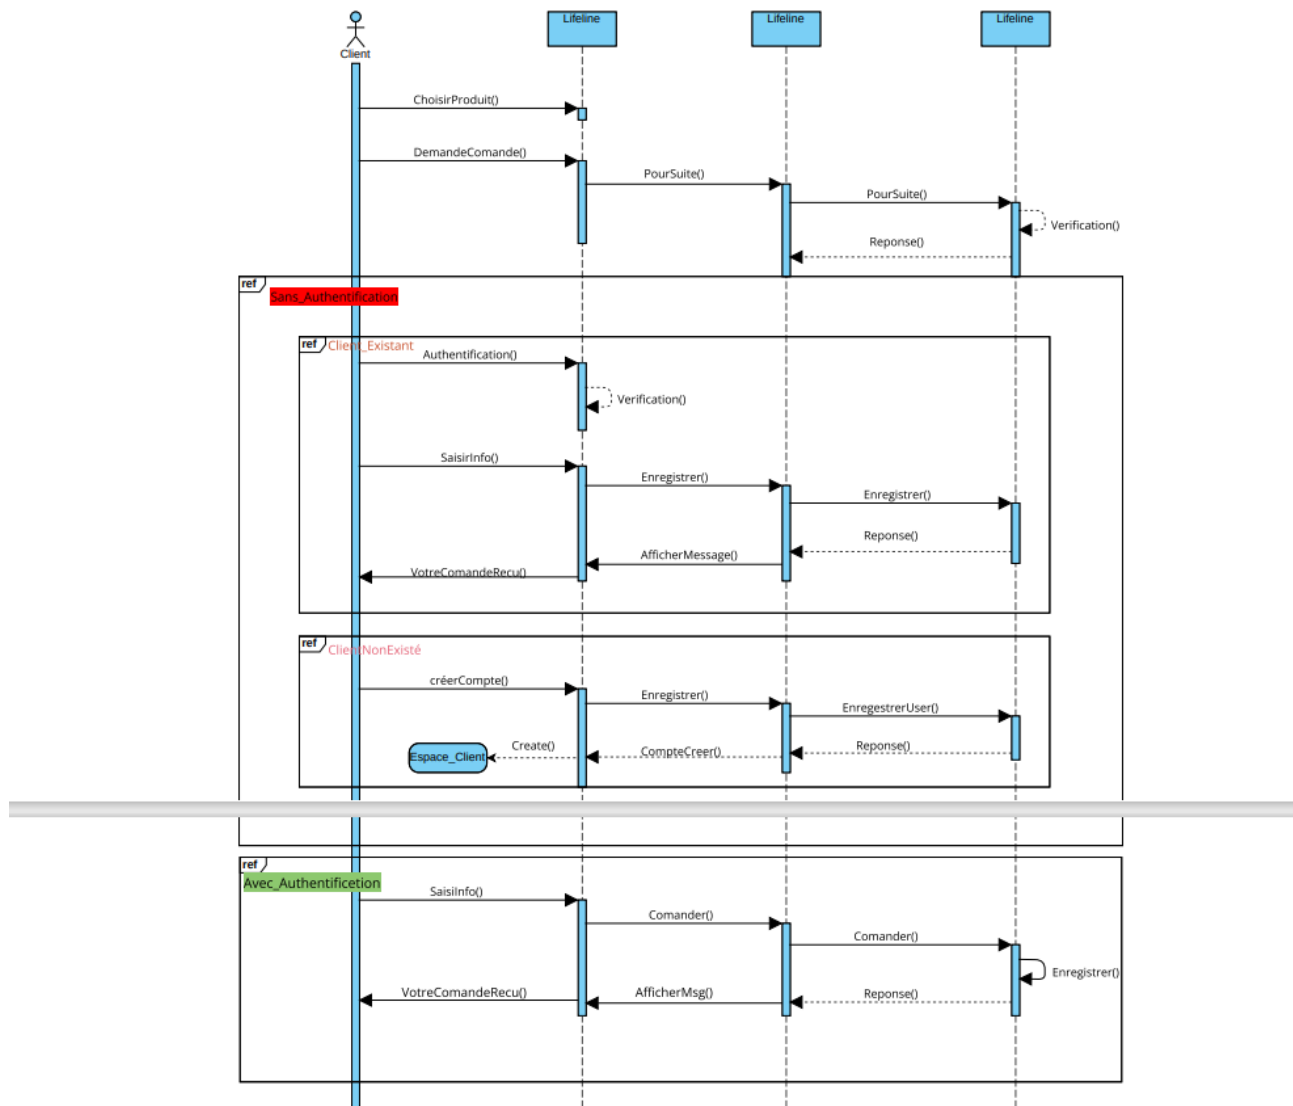 Client
Lifeline
Lifeline
Lifeline
ChoisirProduit()
DemandeComande()
PourSuite()
PourSuite()
Verification()
Reponse()
ref
Sans_Authentification
ref
Client_Existant
Authentification()
Verification()
SaisirInfo()
Enregistrer()
Enregistrer()
Reponse()
AfficherMessage()
VotreComandeRecu()
ref
ClientNonExisté
créerCompte()
Enregistrer()
EnregestrerUser()
Create()
CompteCreer()
Reponse()
Espace_Client
ref
Avec_Authentificetion
SaisiInfo()
Comander()
Comander()
Enregistrer()
VotreComandeRecu()
AfficherMsg()
Reponse()